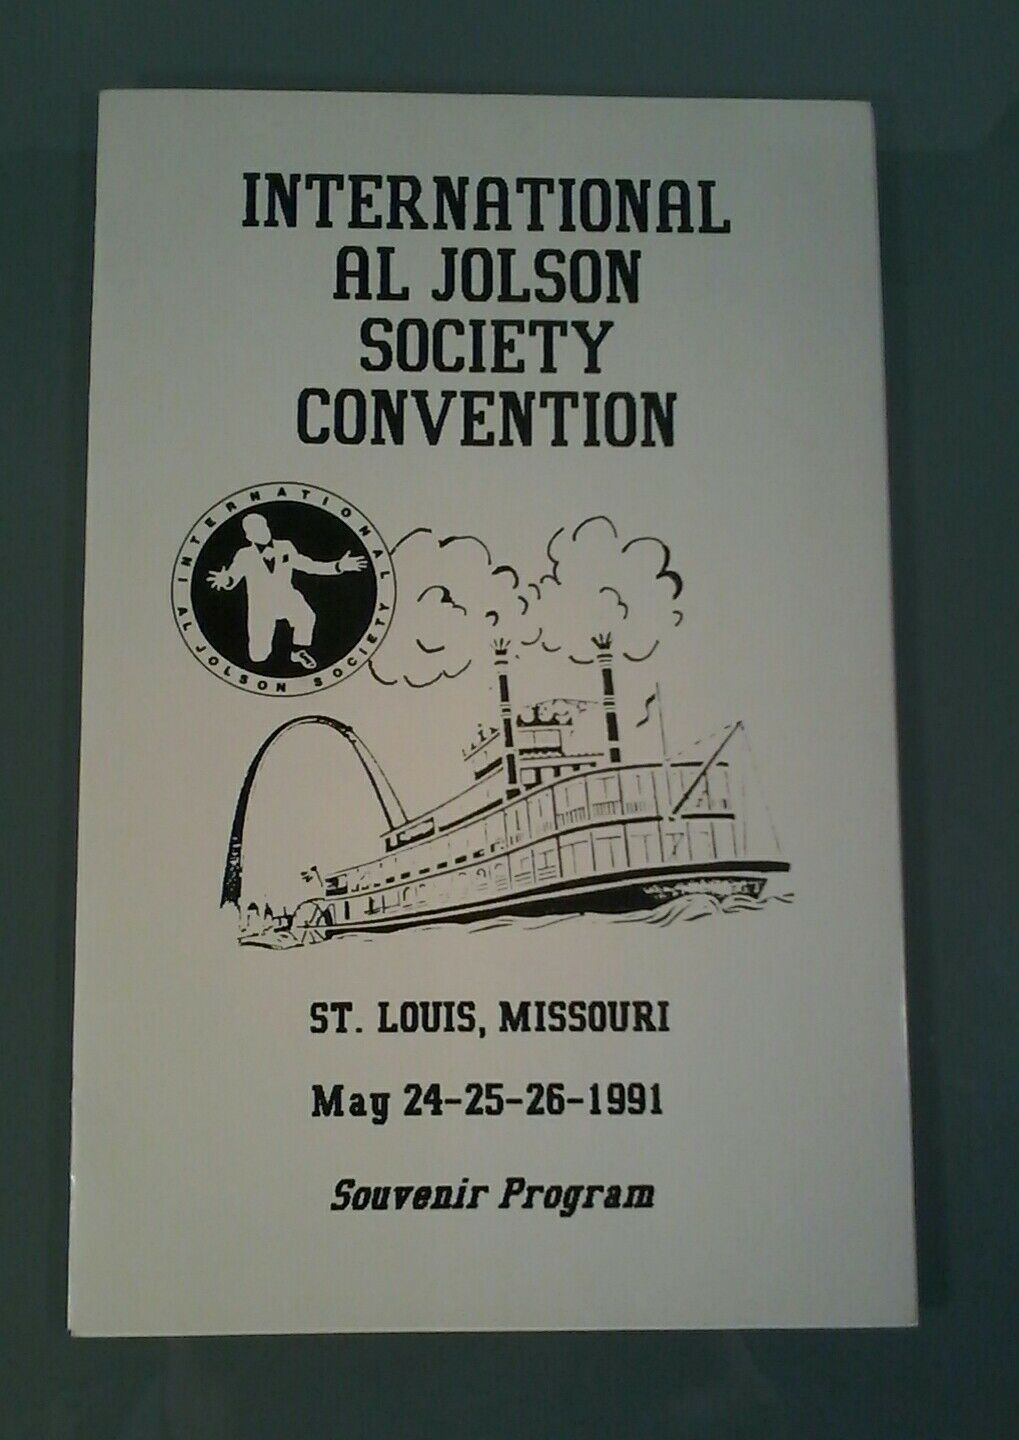 INTERNATIONAL
AL JOLSON
SOCIETY
CONVENTION
INTERNATIONAL
AL JOLSON SOCIETY
ST. LOUIS, MISSOURI
May 24-25-26-1991
Souvenir Program